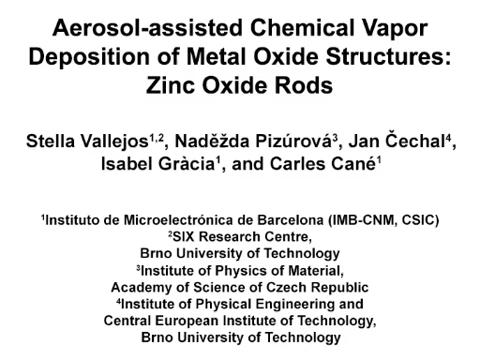 Aerosol-assisted Chemical Vapor
Deposition of Metal Oxide Structures:
Zinc Oxide Rods
Stella Vallejos¹,², Naděžda Pizúrová³, Jan Čechal⁴,
Isabel Gràcia¹, and Carles Cané¹
¹Instituto de Microelectrónica de Barcelona (IMB-CNM, CSIC)
²SIX Research Centre,
Brno University of Technology
³Institute of Physics of Material,
Academy of Science of Czech Republic
⁴Institute of Physical Engineering and
Central European Institute of Technology,
Brno University of Technology